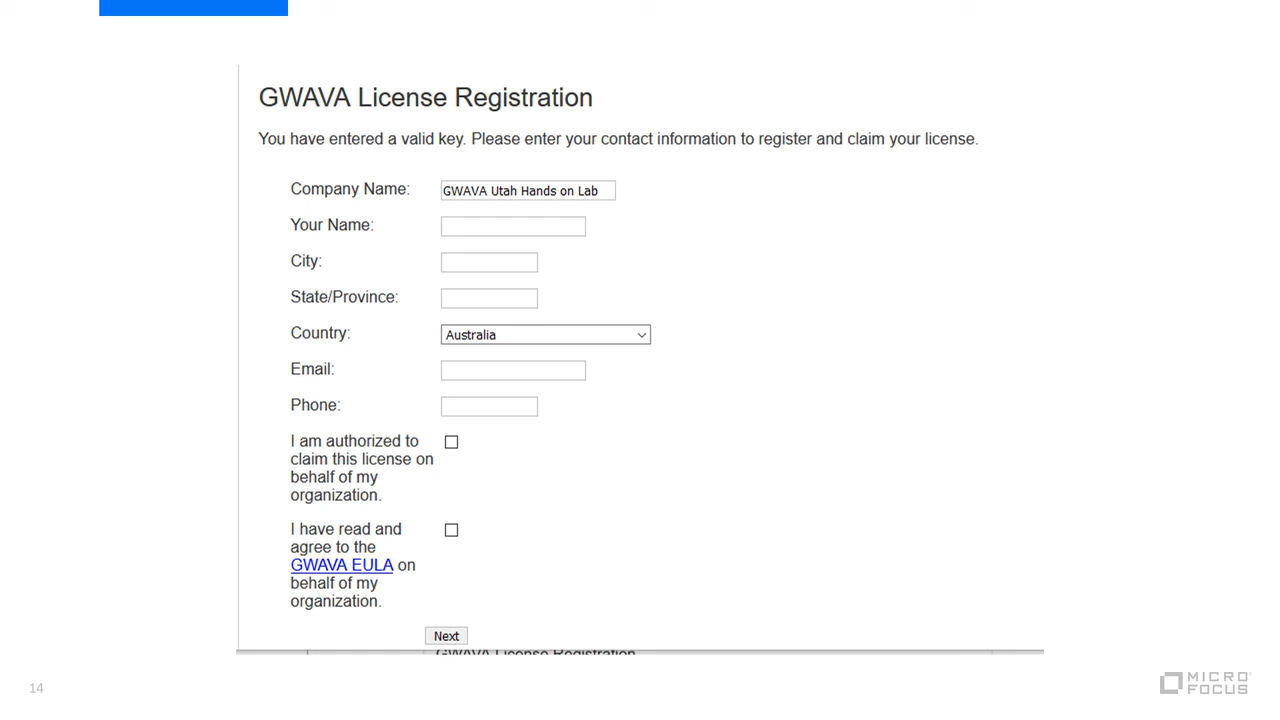 GWAVA License Registration
You have entered a valid key. Please enter your contact information to register and claim your license.
Company Name: GWAVA Utah Hands on Lab
Your Name:
City:
State/Province:
Country: Australia
Email:
Phone:
I am authorized to
claim this license on
behalf of my
organization.
I have read and
agree to the
GWAVA EULA on
behalf of my
organization.
Next
GWAVA License Registration
14
MICRO
FOCUS